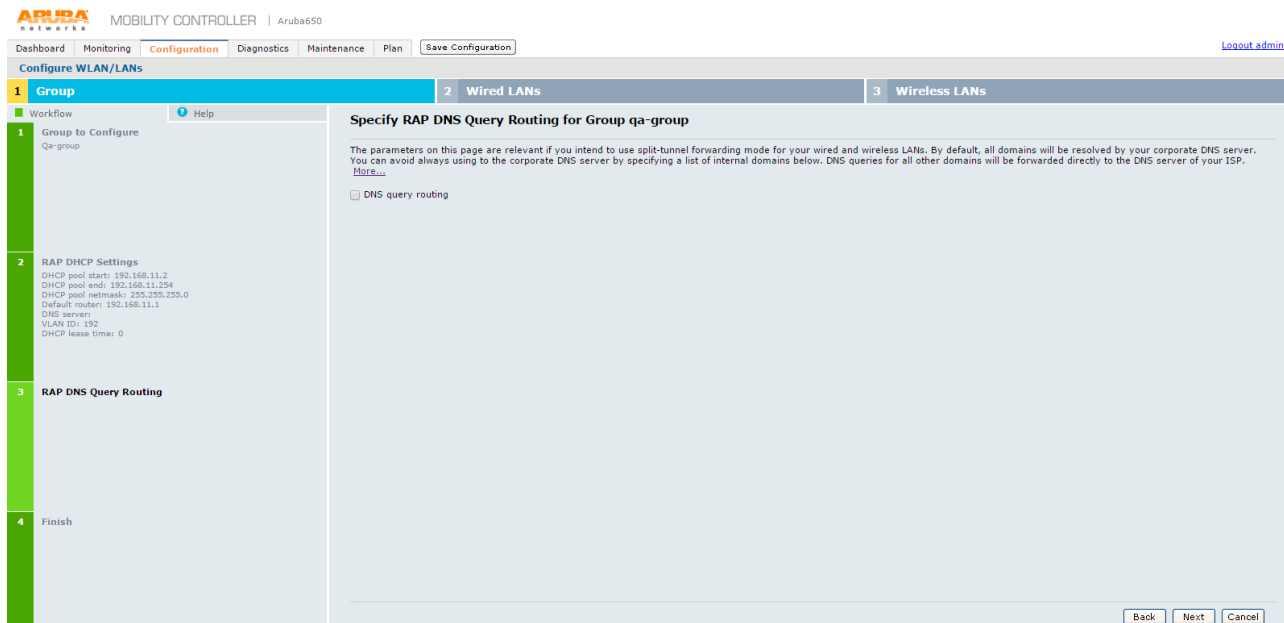 ARUBA networks MOBILITY CONTROLLER | Aruba650
Dashboard Monitoring Configuration Diagnostics Maintenance Plan Save Configuration Logout admin
Configure WLAN/LANs
1 Group 2 Wired LANs 3 Wireless LANs
Workflow ? Help
1 Group to Configure
Qa-group
2 RAP DHCP Settings
DHCP pool start: 192.168.11.2
DHCP pool end: 192.168.11.254
DHCP pool netmask: 255.255.255.0
Default router: 192.168.11.1
DNS server:
VLAN ID: 192
DHCP lease time: 0
3 RAP DNS Query Routing
4 Finish
Specify RAP DNS Query Routing for Group qa-group
The parameters on this page are relevant if you intend to use split-tunnel forwarding mode for your wired and wireless LANs. By default, all domains will be resolved by your corporate DNS server.
You can avoid always using to the corporate DNS server by specifying a list of internal domains below. DNS queries for all other domains will be forwarded directly to the DNS server of your ISP.
More...
DNS query routing
Back Next Cancel